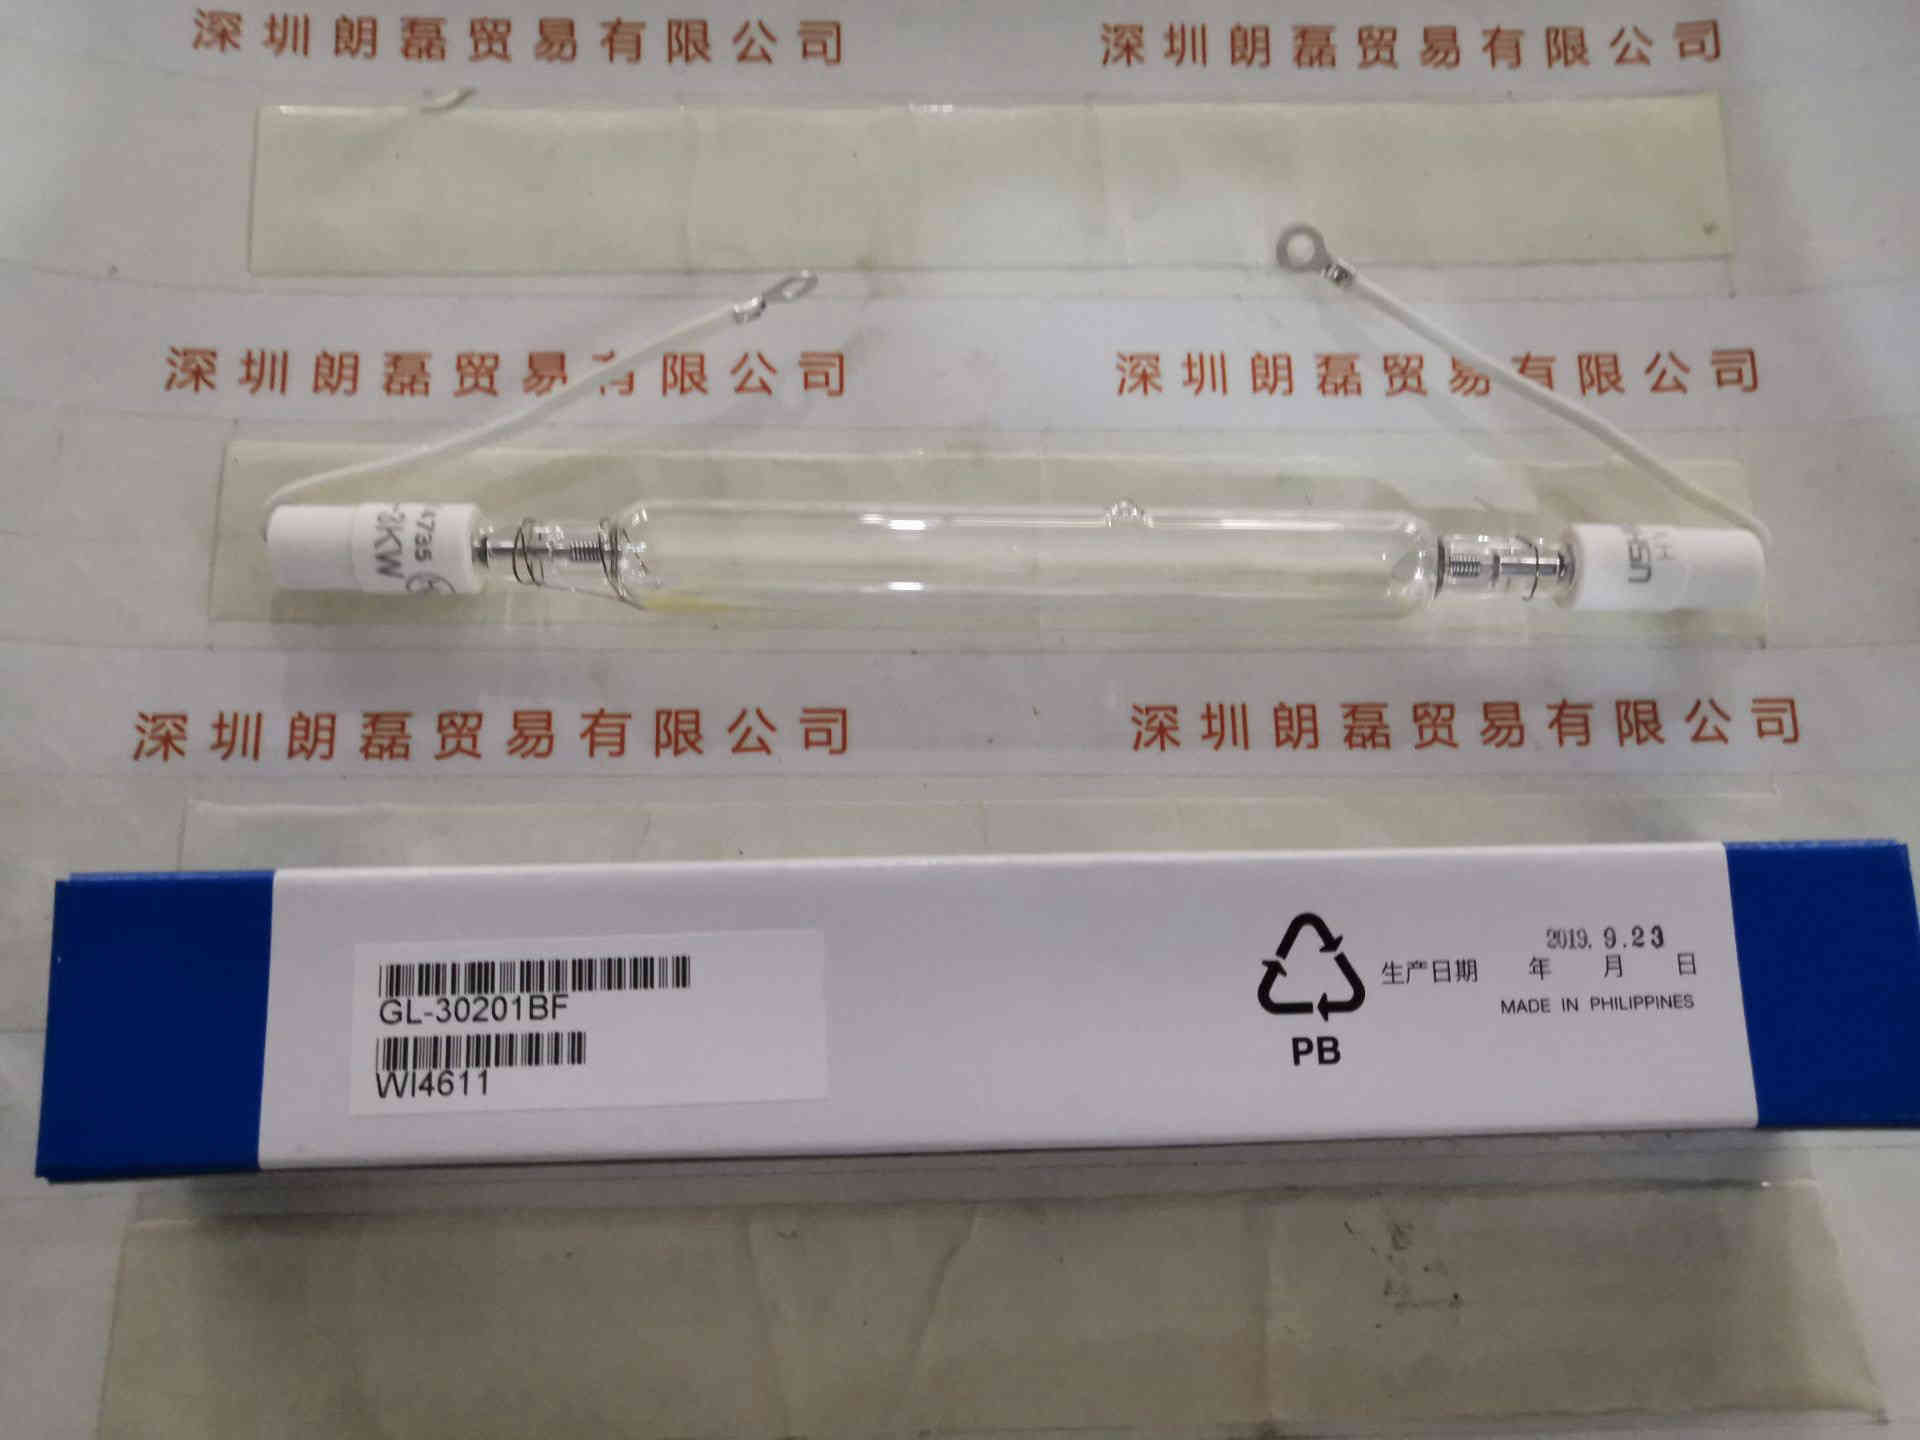 深圳朗磊贸易有限公司 深圳朗磊贸易有限公司
深圳朗磊贸易有限公司 深圳朗磊贸易有限公司
4735
3KW
深圳朗磊贸易有限公司 深圳朗磊贸易有限公司
GL-30201BF
WI4611
PB
2019. 9.23
生产日期 年 月 日
MADE IN PHILIPPINES